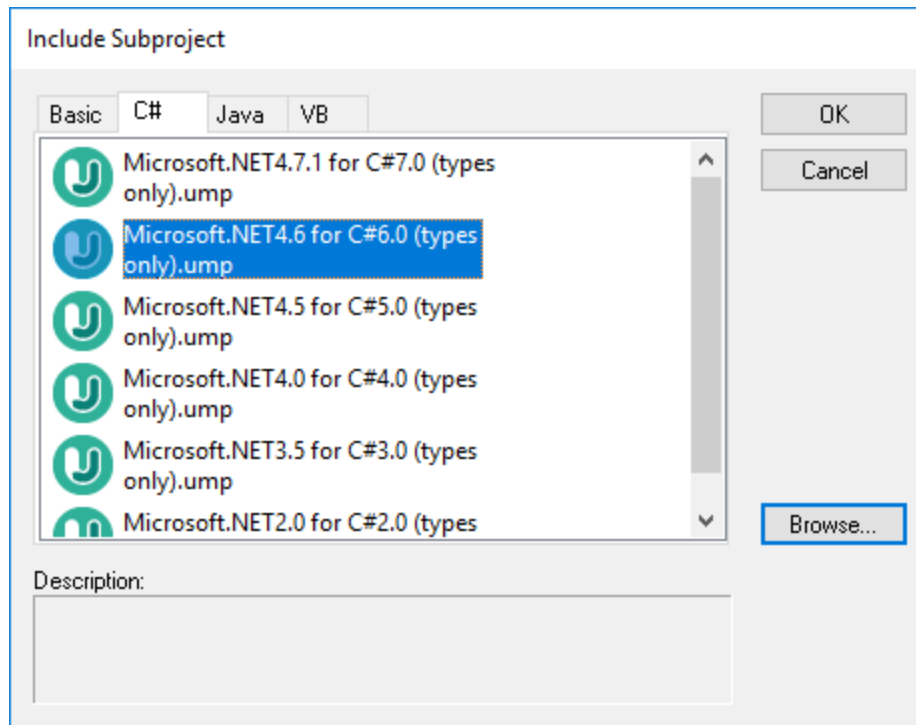 Include Subproject
Basic C# Java VB
OK
Cancel
Microsoft.NET4.7.1 for C#7.0 (types
only).ump
Microsoft.NET4.6 for C#6.0 (types
only).ump
Microsoft.NET4.5 for C#5.0 (types
only).ump
Microsoft.NET4.0 for C#4.0 (types
only).ump
Microsoft.NET3.5 for C#3.0 (types
only).ump
Microsoft.NET2.0 for C#2.0 (types
Browse...
Description: